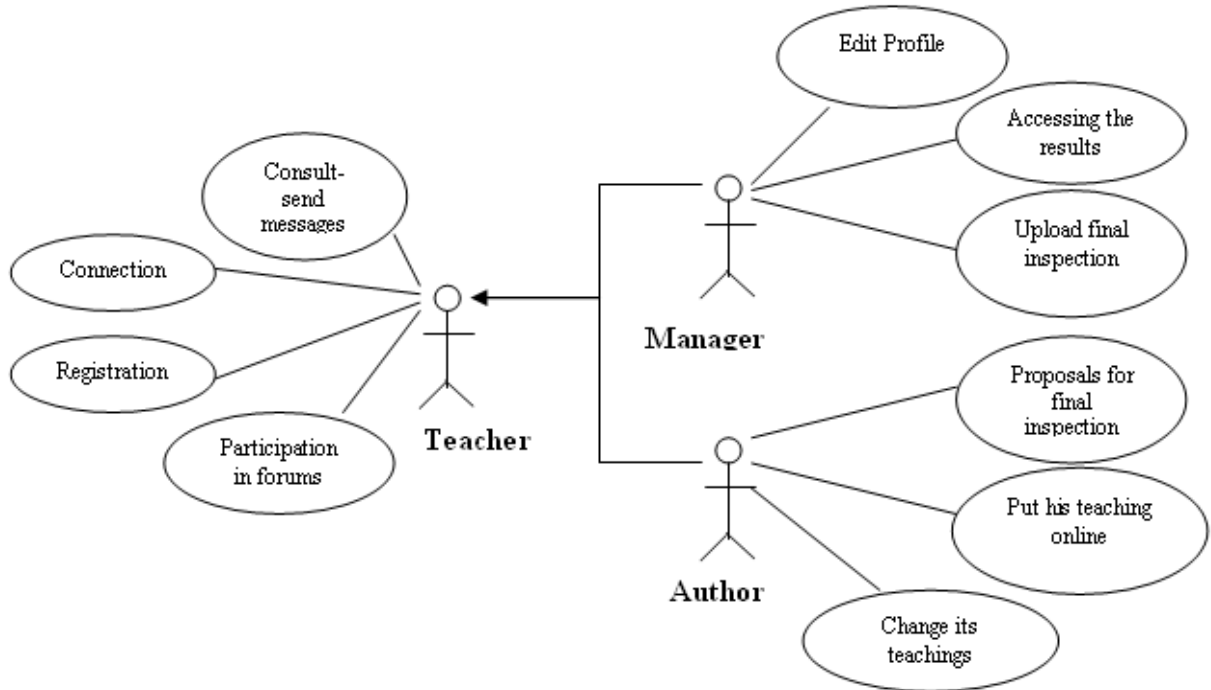 Edit Profile
Accessing the
results
Consult-
send
messages
Upload final
inspection
Connection
Manager
Registration
Proposals for
final
inspection
Teacher
Participation
in forums
Put his teaching
online
Author
Change its
teachings